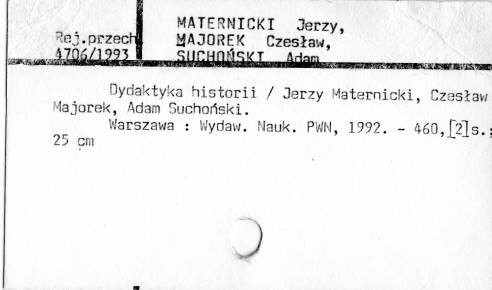 MATERNICKI Jerzy,
Rej.przech MAJOREK Czesław,
4706/1993 SUCHOŃSKI Adam
Dydaktyka historii / Jerzy Maternicki, Czesław
Majorek, Adam Suchoński.
Warszawa : Wydaw. Nauk. PWN, 1992. - 460,[2]s.;
25 cm